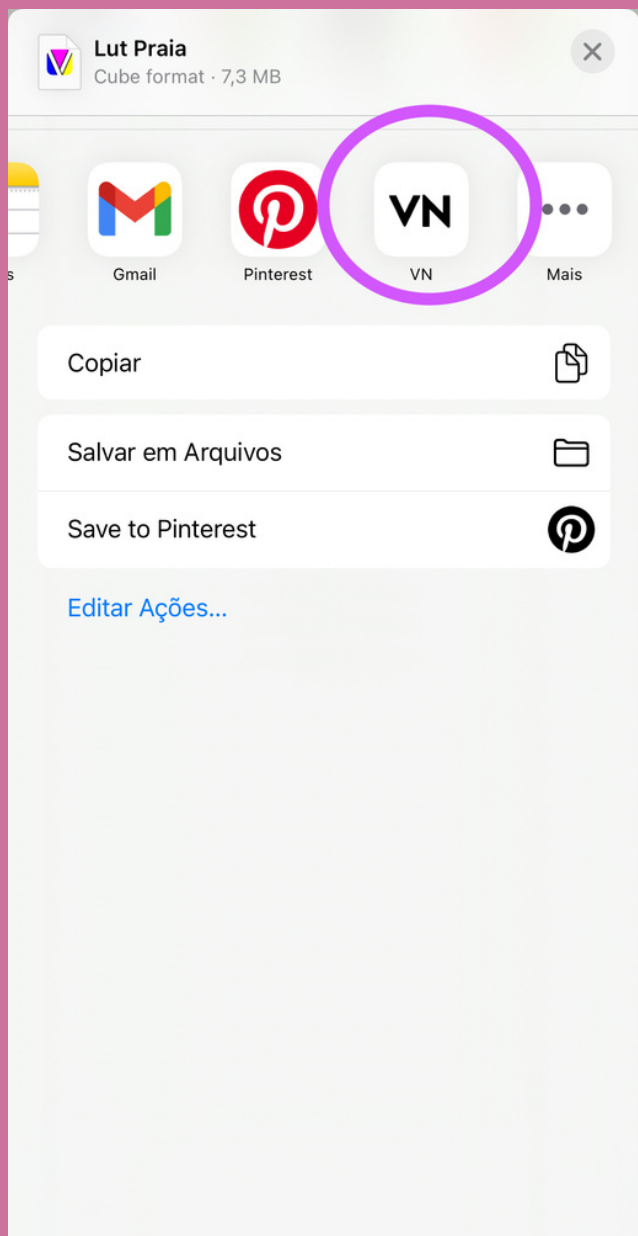 Lut Praia
Cube format · 7,3 MB
VN
s
Gmail
Pinterest
VN
Mais
Copiar
Salvar em Arquivos
Save to Pinterest
Editar Ações...